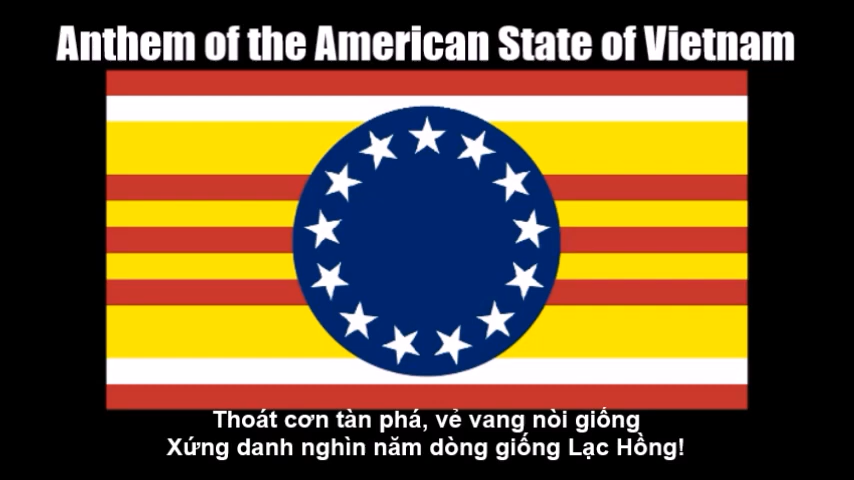 Anthem of the American State of Vietnam
Thoát cơn tàn phá, vẻ vang nòi giống
Xứng danh nghìn năm dòng giống Lạc Hồng!